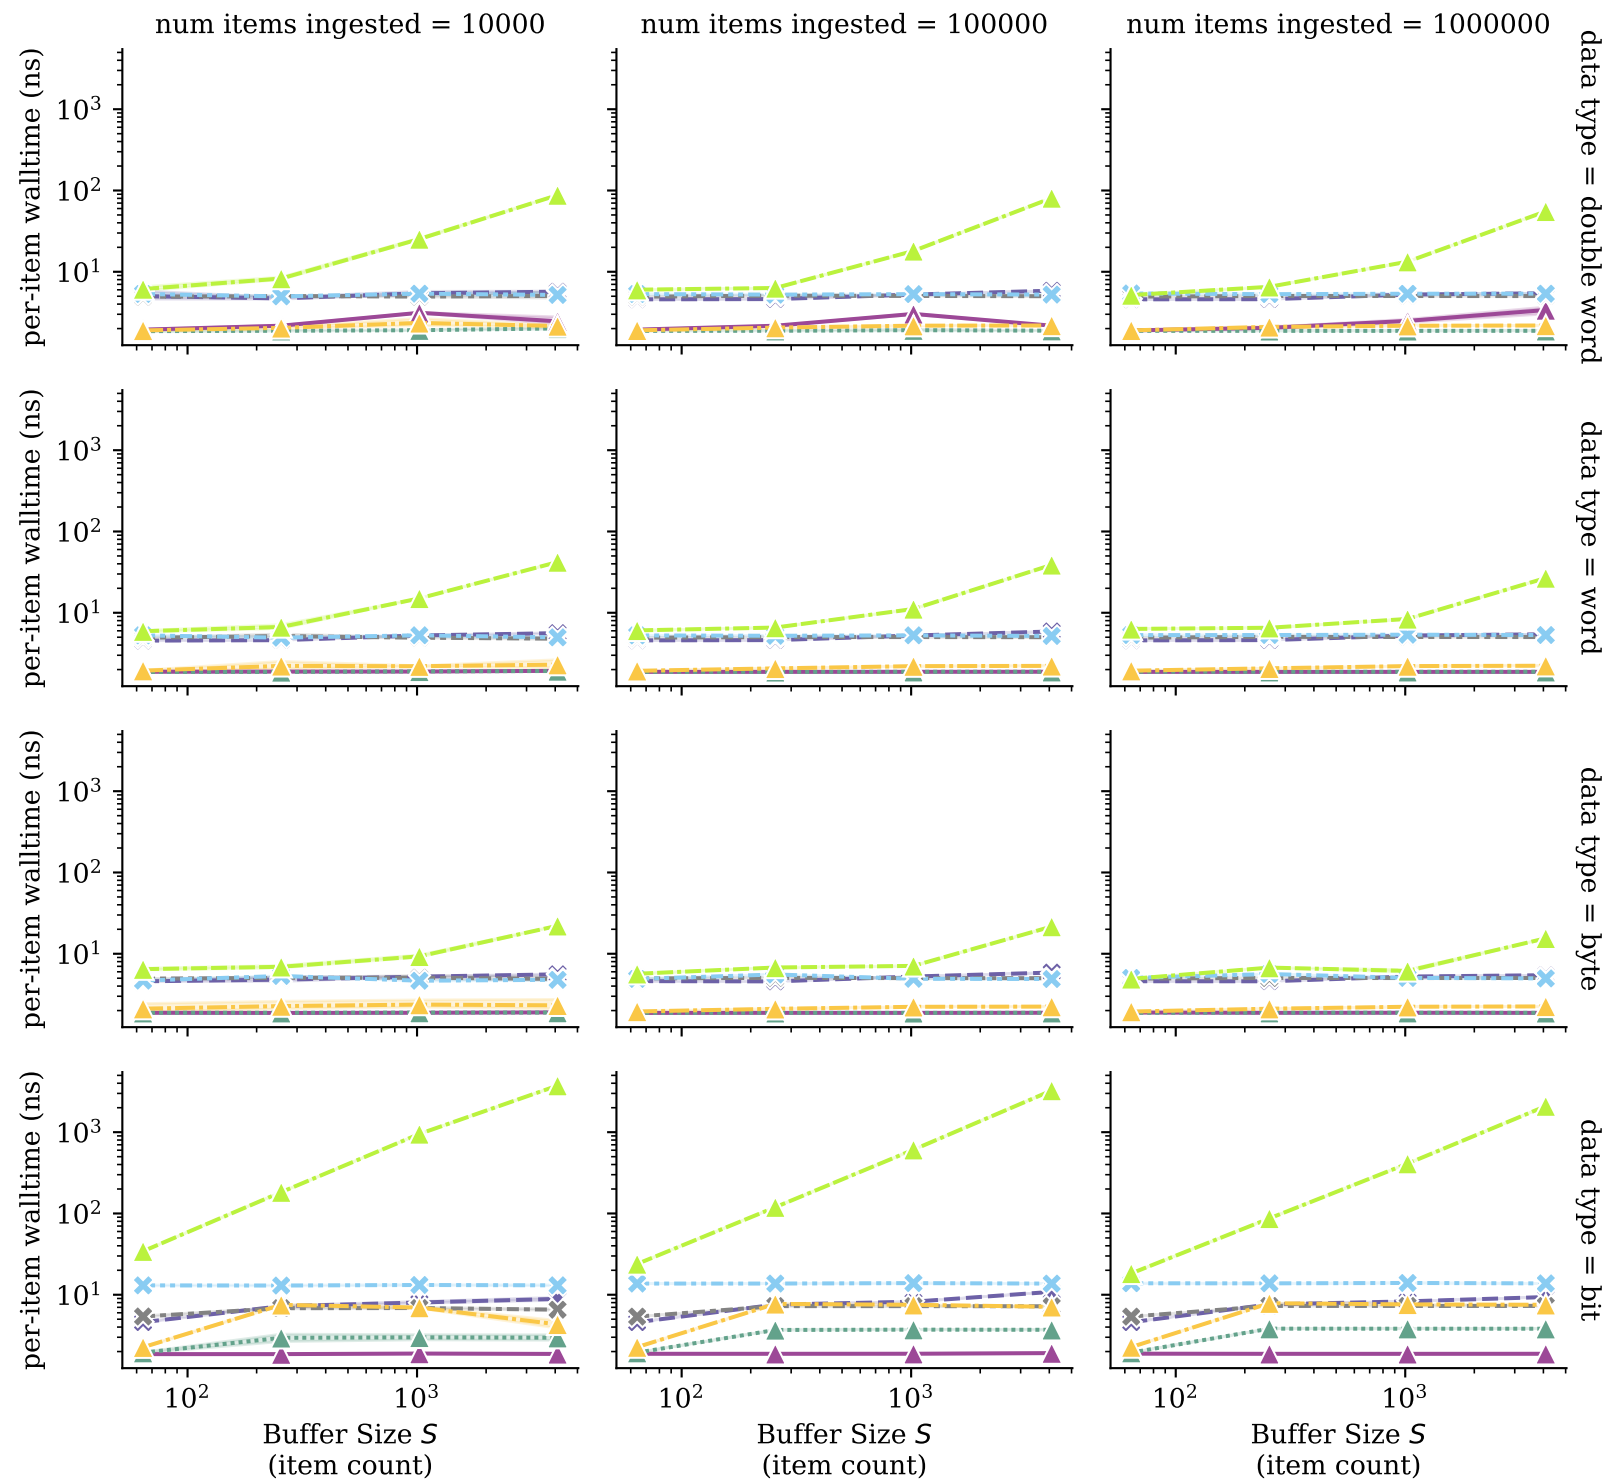 num items ingested = 10000
num items ingested = 100000
num items ingested = 1000000
per-item walltime (ns)
10³
10²
10¹
data type = double word
per-item walltime (ns)
10³
10²
10¹
data type = word
per-item walltime (ns)
10³
10²
10¹
data type = byte
per-item walltime (ns)
10³
10²
10¹
data type = bit
10²
10³
10²
10³
10²
10³
Buffer Size S
(item count)
Buffer Size S
(item count)
Buffer Size S
(item count)